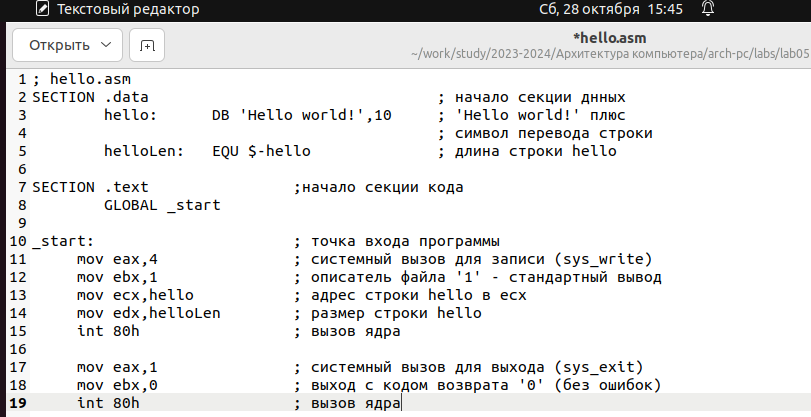 Текстовый редактор Сб, 28 октября 15:45
Открыть *hello.asm
~/work/study/2023-2024/Архитектура компьютера/arch-pc/labs/lab05
1 ; hello.asm
2 SECTION .data ; начало секции днных
3 hello: DB 'Hello world!',10 ; 'Hello world!' плюс
4 ; символ перевода строки
5 helloLen: EQU $-hello ; длина строки hello
6
7 SECTION .text ;начало секции кода
8 GLOBAL _start
9
10 _start: ; точка входа программы
11 mov eax,4 ; системный вызов для записи (sys_write)
12 mov ebx,1 ; описатель файла '1' - стандартный вывод
13 mov ecx,hello ; адрес строки hello в ecx
14 mov edx,helloLen ; размер строки hello
15 int 80h ; вызов ядра
16
17 mov eax,1 ; системный вызов для выхода (sys_exit)
18 mov ebx,0 ; выход с кодом возврата '0' (без ошибок)
19 int 80h ; вызов ядра